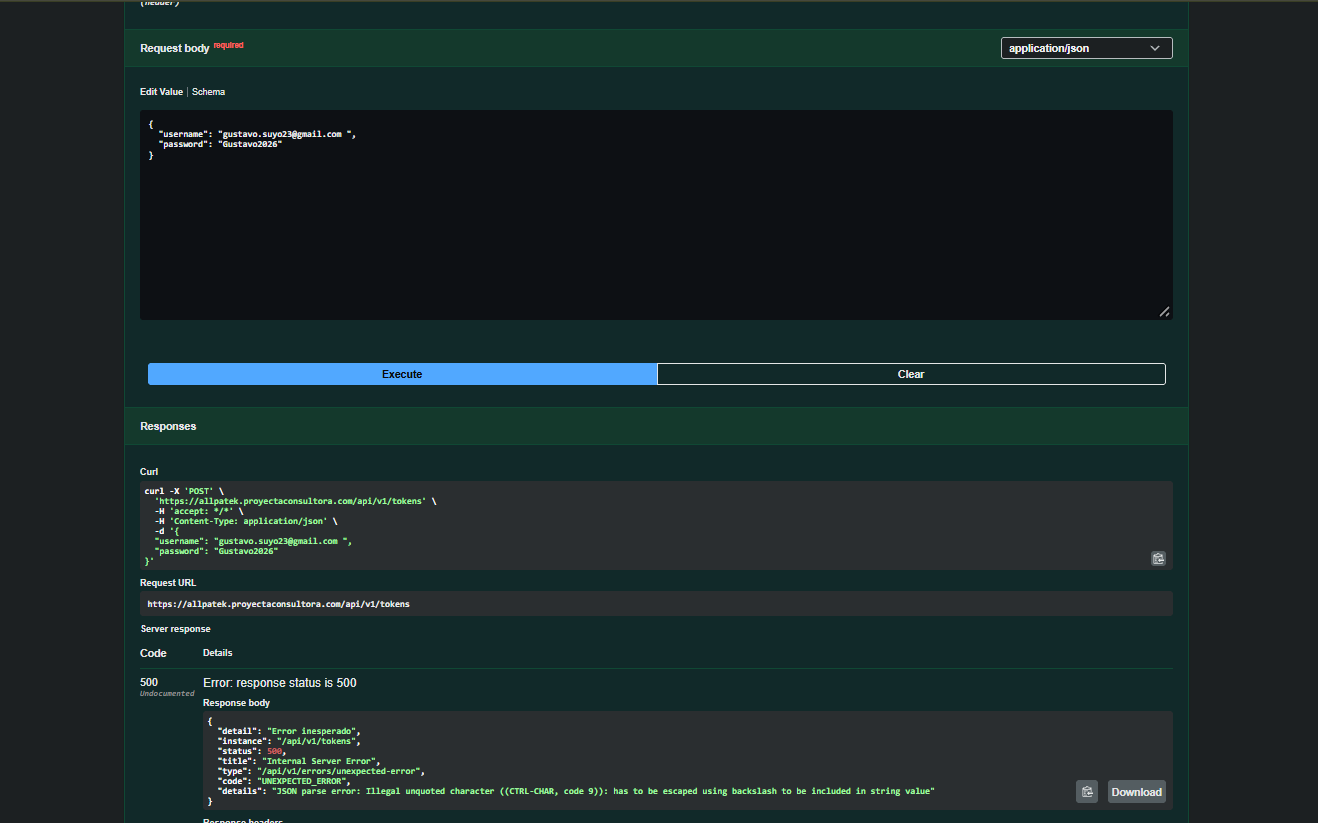 (header)
Request body required
application/json
Edit Value | Schema
{
"username": "gustavo.suyo23@gmail.com ",
"password": "Gustavo2026"
}
Execute
Clear
Responses
Curl
curl -X 'POST' \
'https://allpatek.proyectaconsultora.com/api/v1/tokens' \
-H 'accept: */*' \
-H 'Content-Type: application/json' \
-d '{
"username": "gustavo.suyo23@gmail.com ",
"password": "Gustavo2026"
}'
Request URL
https://allpatek.proyectaconsultora.com/api/v1/tokens
Server response
Code Details
500 Error: response status is 500
Undocumented
Response body
{
"detail": "Error inesperado",
"instance": "/api/v1/tokens",
"status": 500,
"title": "Internal Server Error",
"type": "/api/v1/errors/unexpected-error",
"code": "UNEXPECTED_ERROR",
"details": "JSON parse error: Illegal unquoted character ((CTRL-CHAR, code 9)): has to be escaped using backslash to be included in string value"
}
Download
Response headers